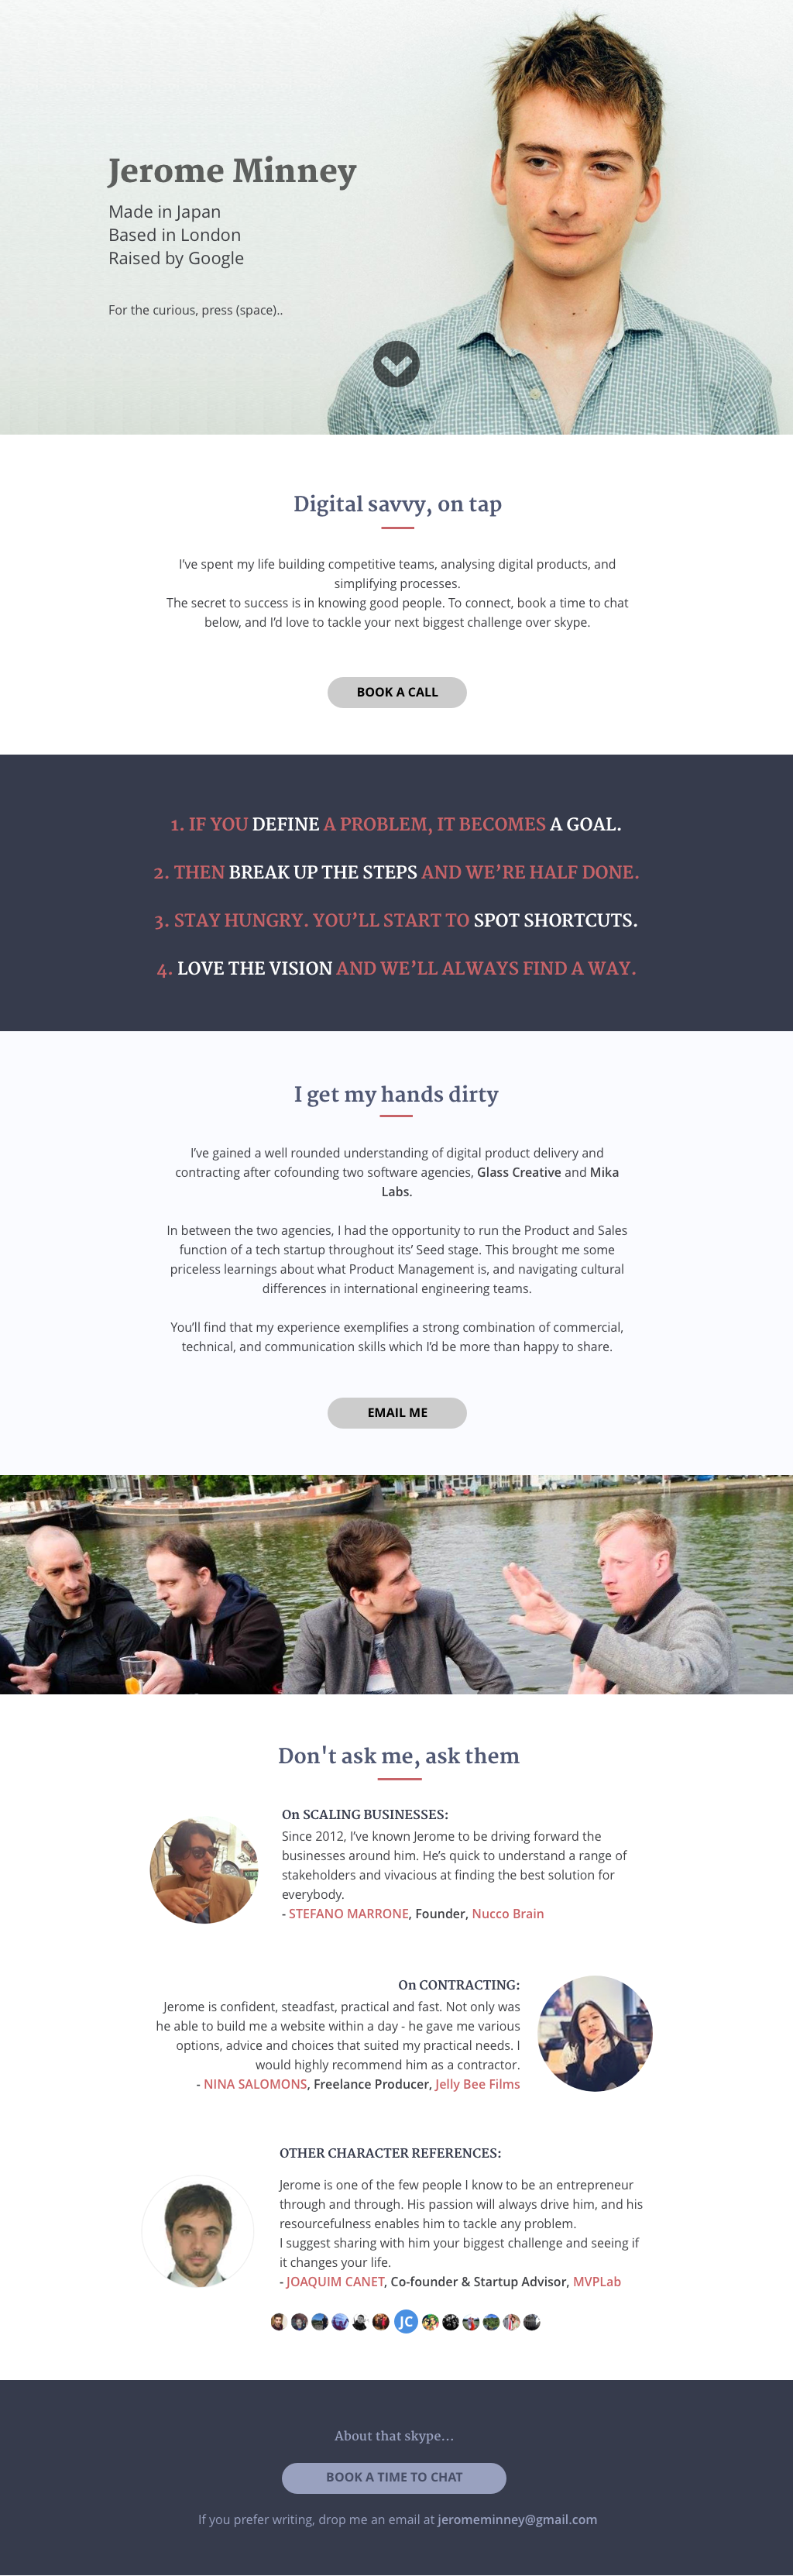 Jerome Minney
Made in Japan
Based in London
Raised by Google
For the curious, press (space)..
Digital savvy, on tap
I've spent my life building competitive teams, analysing digital products, and
simplifying processes.
The secret to success is in knowing good people. To connect, book a time to chat
below, and I'd love to tackle your next biggest challenge over skype.
BOOK A CALL
1. IF YOU DEFINE A PROBLEM, IT BECOMES A GOAL.
2. THEN BREAK UP THE STEPS AND WE’RE HALF DONE.
3. STAY HUNGRY. YOU’LL START TO SPOT SHORTCUTS.
4. LOVE THE VISION AND WE’LL ALWAYS FIND A WAY.
I get my hands dirty
I’ve gained a well rounded understanding of digital product delivery and
contracting after cofounding two software agencies, Glass Creative and Mika
Labs.
In between the two agencies, I had the opportunity to run the Product and Sales
function of a tech startup throughout its’ Seed stage. This brought me some
priceless learnings about what Product Management is, and navigating cultural
differences in international engineering teams.
You’ll find that my experience exemplifies a strong combination of commercial,
technical, and communication skills which I’d be more than happy to share.
EMAIL ME
Don't ask me, ask them
On SCALING BUSINESSES:
Since 2012, I’ve known Jerome to be driving forward the
businesses around him. He’s quick to understand a range of
stakeholders and vivacious at finding the best solution for
everybody.
- STEFANO MARRONE, Founder, Nucco Brain
On CONTRACTING:
Jerome is confident, steadfast, practical and fast. Not only was
he able to build me a website within a day - he gave me various
options, advice and choices that suited my practical needs. I
would highly recommend him as a contractor.
- NINA SALOMONS, Freelance Producer, Jelly Bee Films
OTHER CHARACTER REFERENCES:
Jerome is one of the few people I know to be an entrepreneur
through and through. His passion will always drive him, and his
resourcefulness enables him to tackle any problem.
I suggest sharing with him your biggest challenge and seeing if
it changes your life.
- JOAQUIM CANET, Co-founder & Startup Advisor, MVPLab
JC
About that skype...
BOOK A TIME TO CHAT
If you prefer writing, drop me an email at jeromeminney@gmail.com